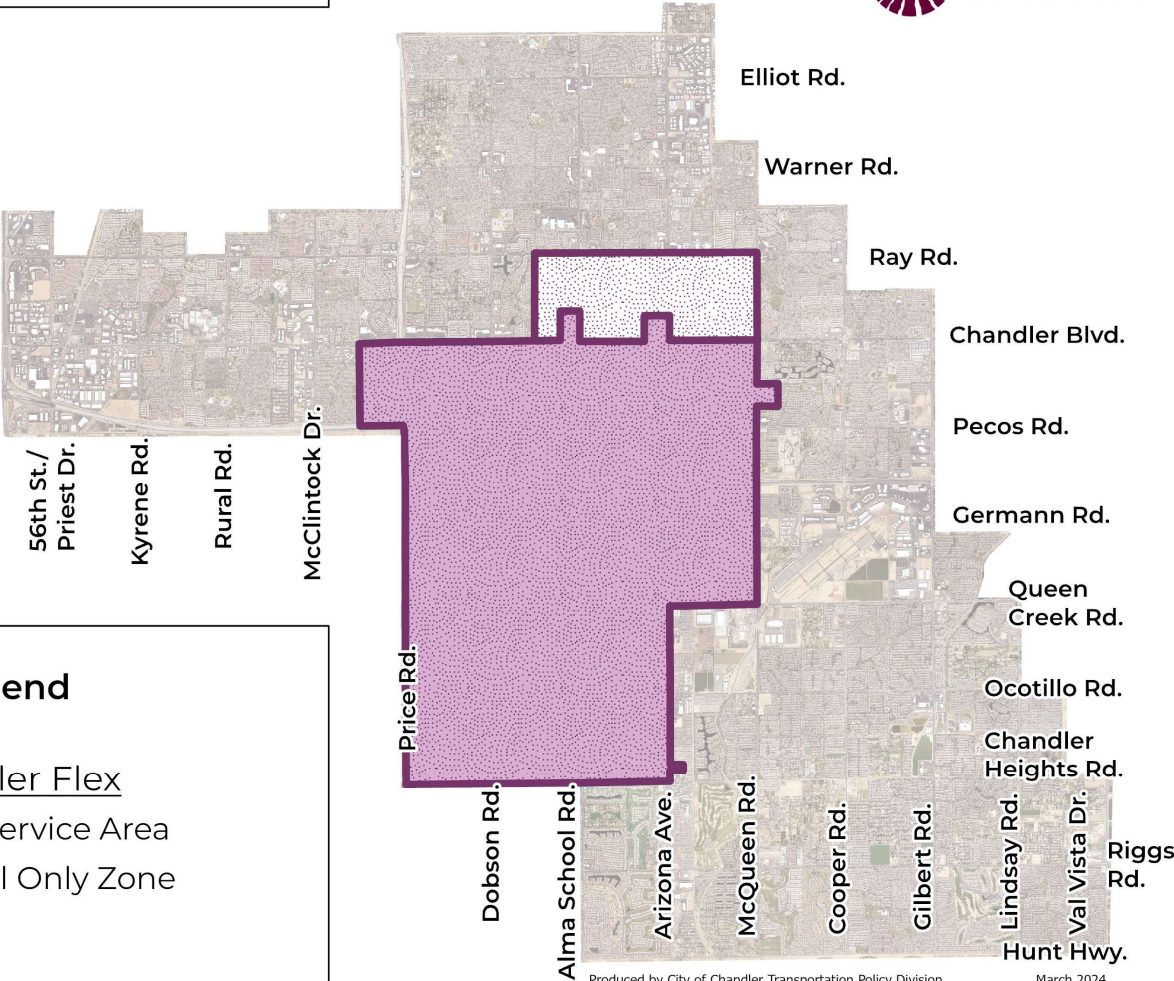 Elliot Rd.
Warner Rd.
Ray Rd.
Chandler Blvd.
Pecos Rd.
Germann Rd.
Queen
Creek Rd.
Ocotillo Rd.
Chandler
Heights Rd.
Riggs
Rd.
Hunt Hwy.
56th St./
Priest Dr.
Kyrene Rd.
Rural Rd.
McClintock Dr.
Price Rd.
Dobson Rd.
Alma School Rd.
Arizona Ave.
McQueen Rd.
Cooper Rd.
Gilbert Rd.
Lindsay Rd.
Val Vista Dr.
end
ler Flex
ervice Area
l Only Zone
Produced by City of Chandler Transportation Policy Division
March 2024